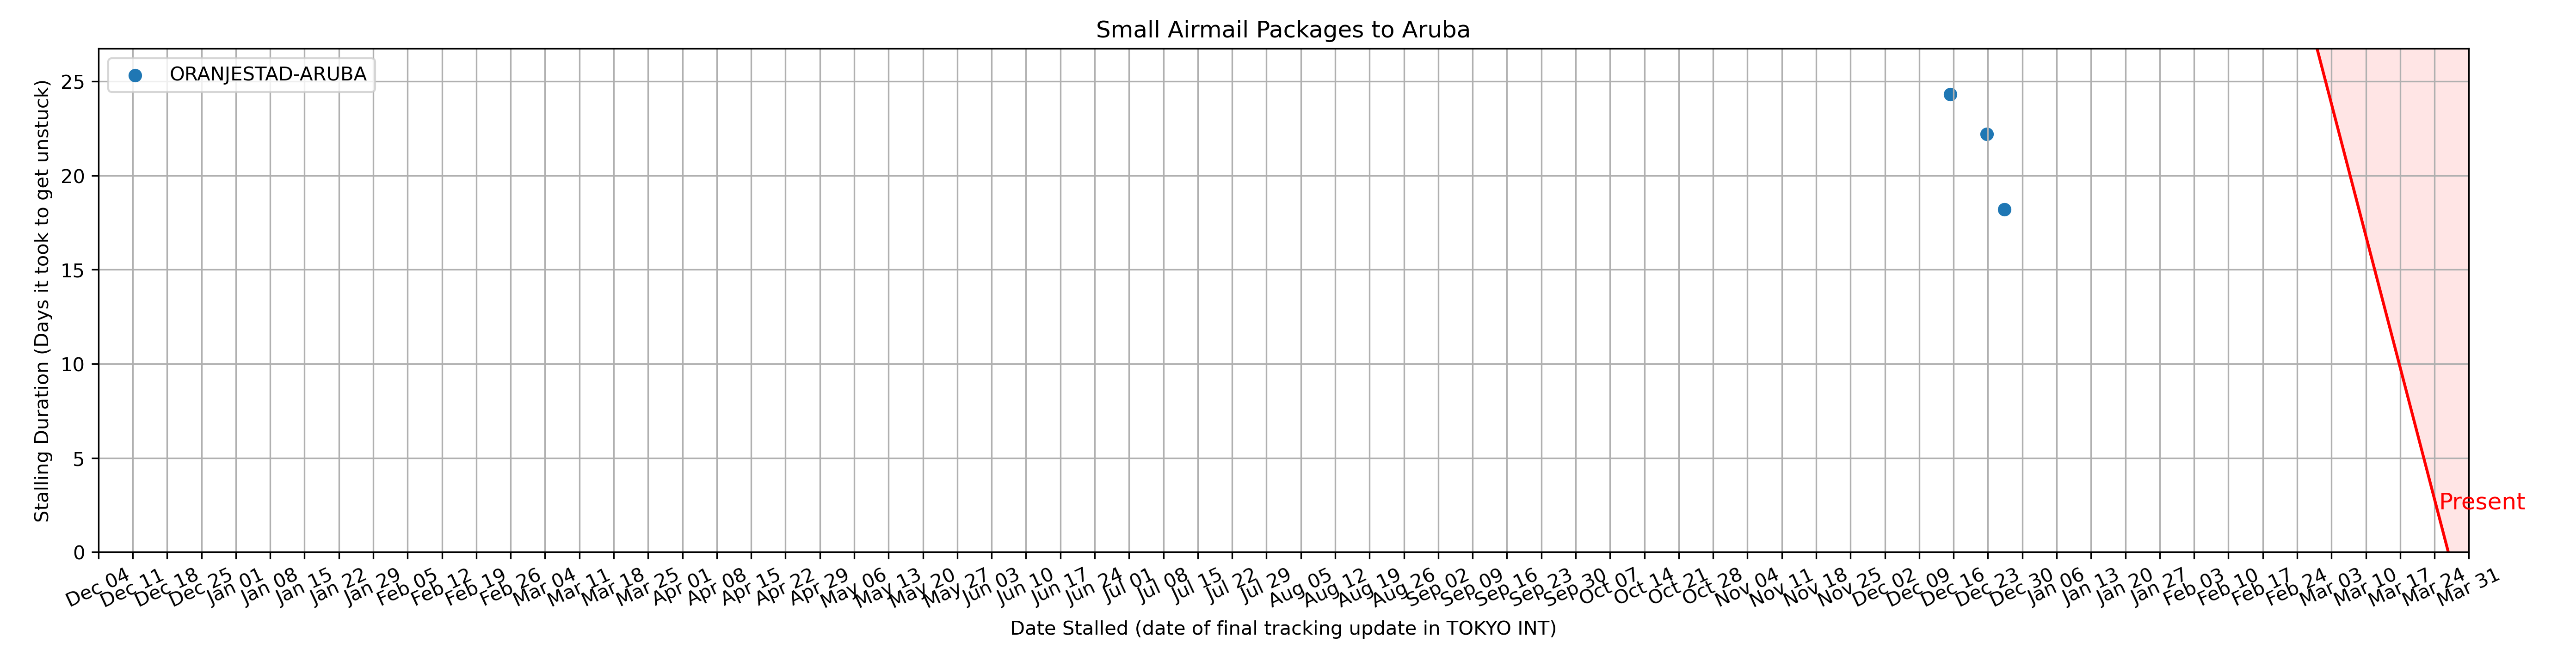 Small Airmail Packages to Aruba
ORANJESTAD-ARUBA
Stalling Duration (Days it took to get unstuck)
25
20
15
10
5
0
Present
Dec 04
Dec 11
Dec 18
Dec 25
Jan 01
Jan 08
Jan 15
Jan 22
Jan 29
Feb 05
Feb 12
Feb 19
Feb 26
Mar 04
Mar 11
Mar 18
Mar 25
Apr 01
Apr 08
Apr 15
Apr 22
Apr 29
May 06
May 13
May 20
May 27
Jun 03
Jun 10
Jun 17
Jun 24
Jul 01
Jul 08
Jul 15
Jul 22
Jul 29
Aug 05
Aug 12
Aug 19
Aug 26
Sep 02
Sep 09
Sep 16
Sep 23
Sep 30
Oct 07
Oct 14
Oct 21
Oct 28
Nov 04
Nov 11
Nov 18
Nov 25
Dec 02
Dec 09
Dec 16
Dec 23
Dec 30
Jan 06
Jan 13
Jan 20
Jan 27
Feb 03
Feb 10
Feb 17
Feb 24
Mar 03
Mar 10
Mar 17
Mar 24
Mar 31
Date Stalled (date of final tracking update in TOKYO INT)